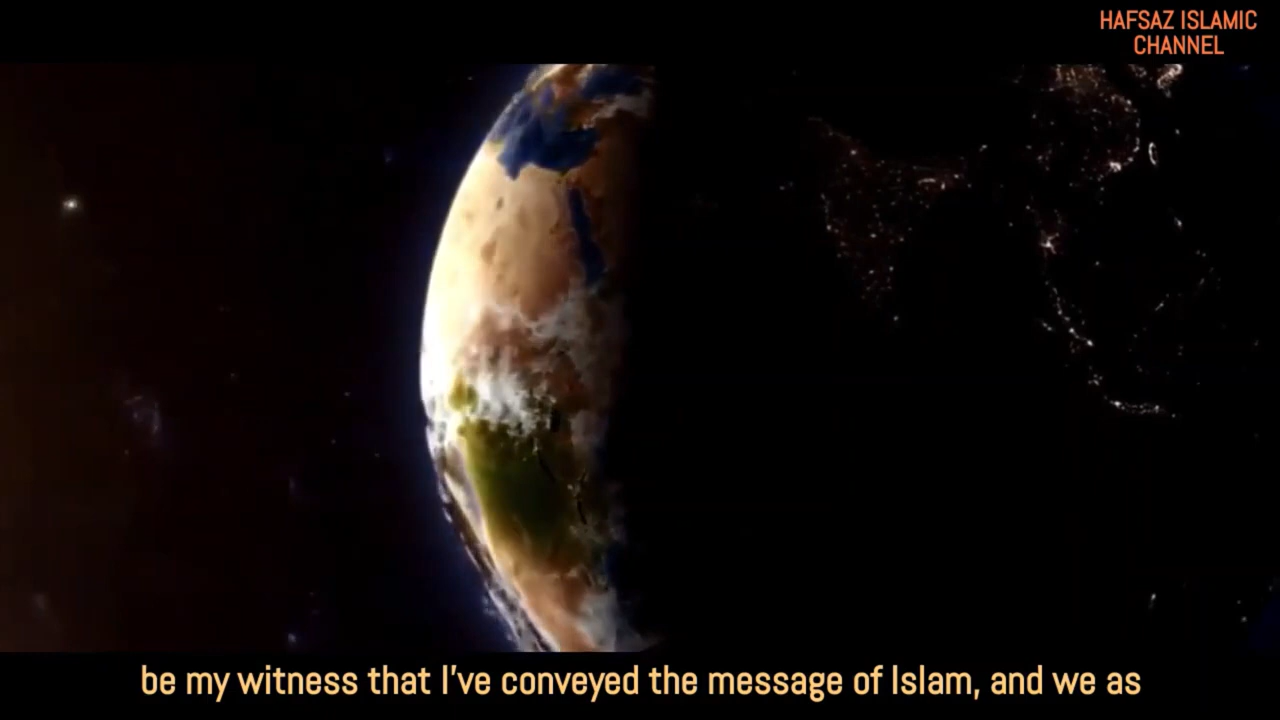 HAFSAZ ISLAMIC
CHANNEL
be my witness that I've conveyed the message of Islam, and we as